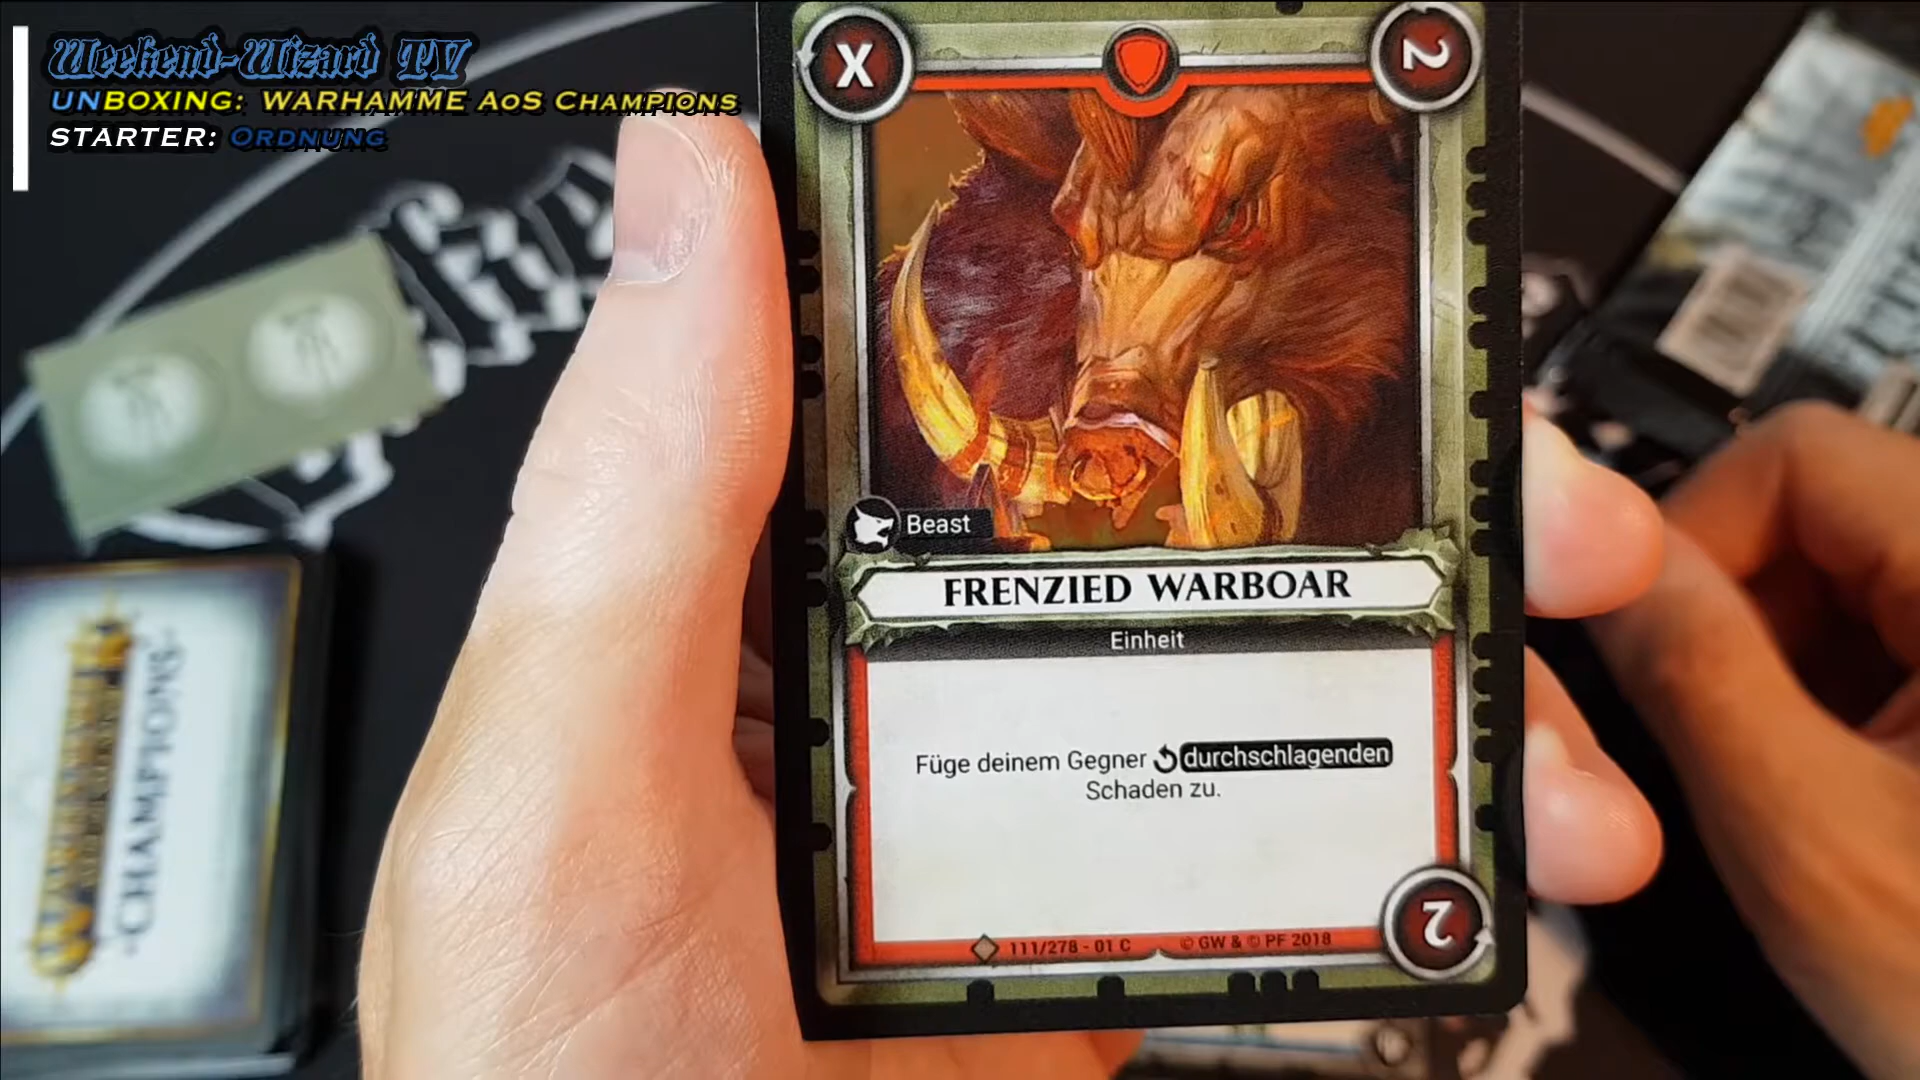 Weekend-Wizard TV
UNBOXING: WARHAMME AoS CHAMPIONS
STARTER: ORDNUNG
X
2
Beast
FRENZIED WARBOAR
Einheit
Füge deinem Gegner durchschlagenden
Schaden zu.
2
111/278 - 01 C
© GW & © PF 2018
-CHAMPIONS-